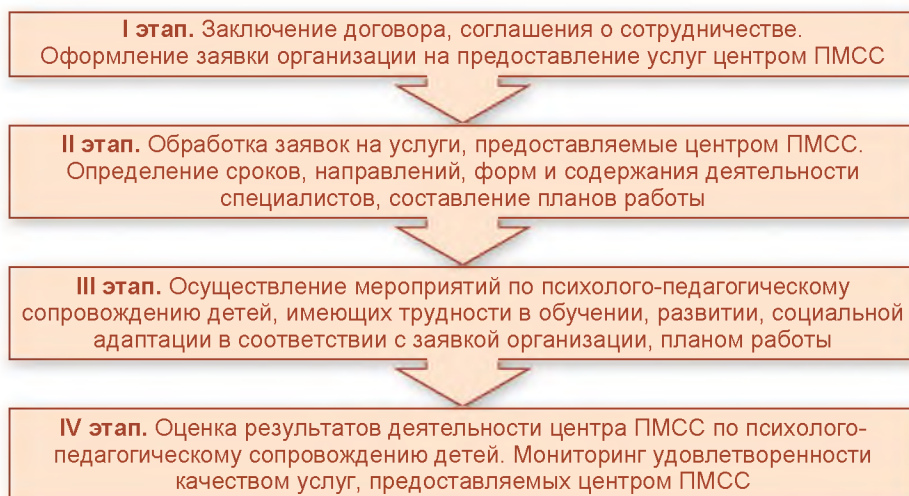 I этап. Заключение договора, соглашения о сотрудничестве.
Оформление заявки организации на предоставление услуг центром ПМСС
II этап. Обработка заявок на услуги, предоставляемые центром ПМСС.
Определение сроков, направлений, форм и содержания деятельности
специалистов, составление планов работы
III этап. Осуществление мероприятий по психолого-педагогическому
сопровождению детей, имеющих трудности в обучении, развитии, социальной
адаптации в соответствии с заявкой организации, планом работы
IV этап. Оценка результатов деятельности центра ПМСС по психолого-
педагогическому сопровождению детей. Мониторинг удовлетворенности
качеством услуг, предоставляемых центром ПМСС